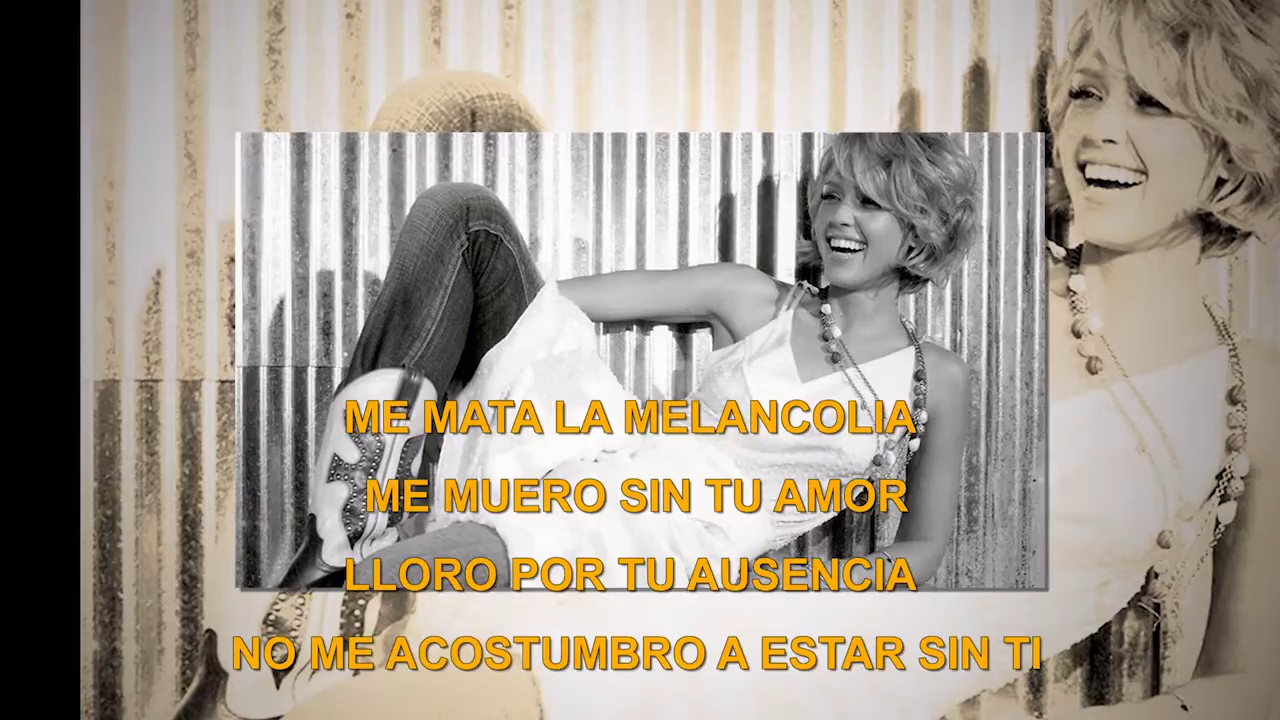 ME MATA LA MELANCOLIA
ME MUERO SIN TU AMOR
LLORO POR TU AUSENCIA
NO ME ACOSTUMBRO A ESTAR SIN TI